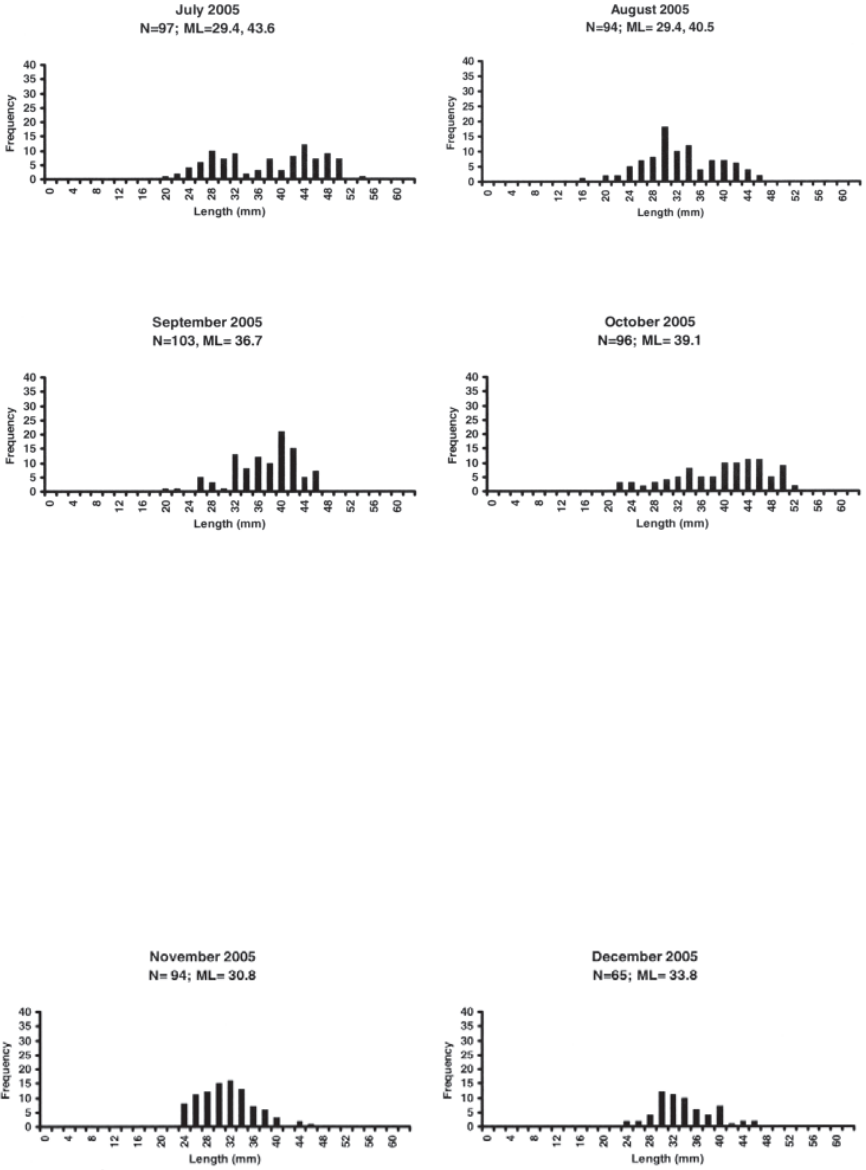 July 2005
N=97; ML=29.4, 43.6
40
35
30
25
20
15
10
5
0
Frequency
0 4 8 12 16 20 24 28 32 36 40 44 48 52 56 60
Length (mm)
August 2005
N=94; ML= 29.4, 40.5
40
35
30
25
20
15
10
5
0
Frequency
0 4 8 12 16 20 24 28 32 36 40 44 48 52 56 60
Length (mm)
September 2005
N=103, ML= 36.7
40
35
30
25
20
15
10
5
0
Frequency
0 4 8 12 16 20 24 28 32 36 40 44 48 52 56 60
Length (mm)
October 2005
N=96; ML= 39.1
40
35
30
25
20
15
10
5
0
Frequency
0 4 8 12 16 20 24 28 32 36 40 44 48 52 56 60
Length (mm)
November 2005
N= 94; ML= 30.8
40
35
30
25
20
15
10
5
0
Frequency
0 4 8 12 16 20 24 28 32 36 40 44 48 52 56 60
Length (mm)
December 2005
N=65; ML= 33.8
40
35
30
25
20
15
10
5
0
Frequency
0 4 8 12 16 20 24 28 32 36 40 44 48 52 56 60
Length (mm)